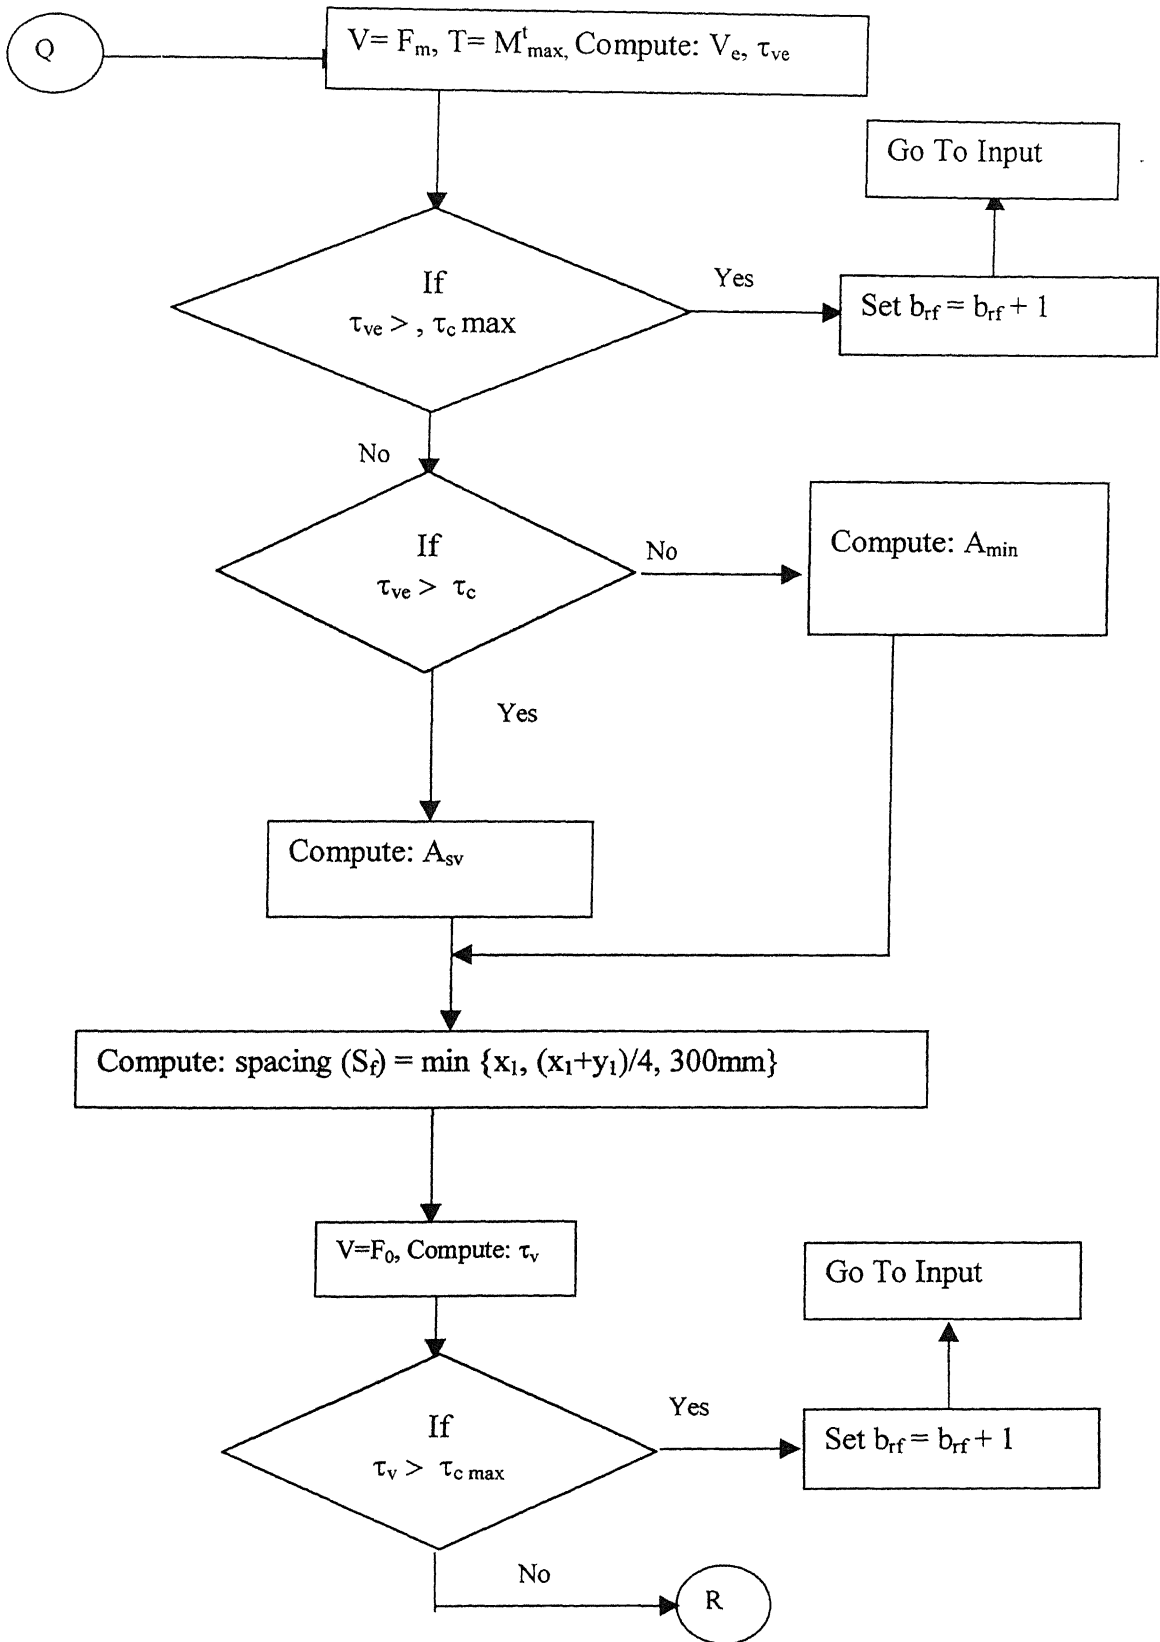 Q
V= Fₘ, T= Mᵗmax, Compute: Vₑ, τve
Go To Input
If
τve > , τc max
Yes
Set brf = brf + 1
No
If
τve > τc
No
Compute: Amin
Yes
Compute: Asv
Compute: spacing (Sf) = min {x₁, (x₁+y₁)/4, 300mm}
V=F₀, Compute: τv
Go To Input
If
τv > τc max
Yes
Set brf = brf + 1
No
R